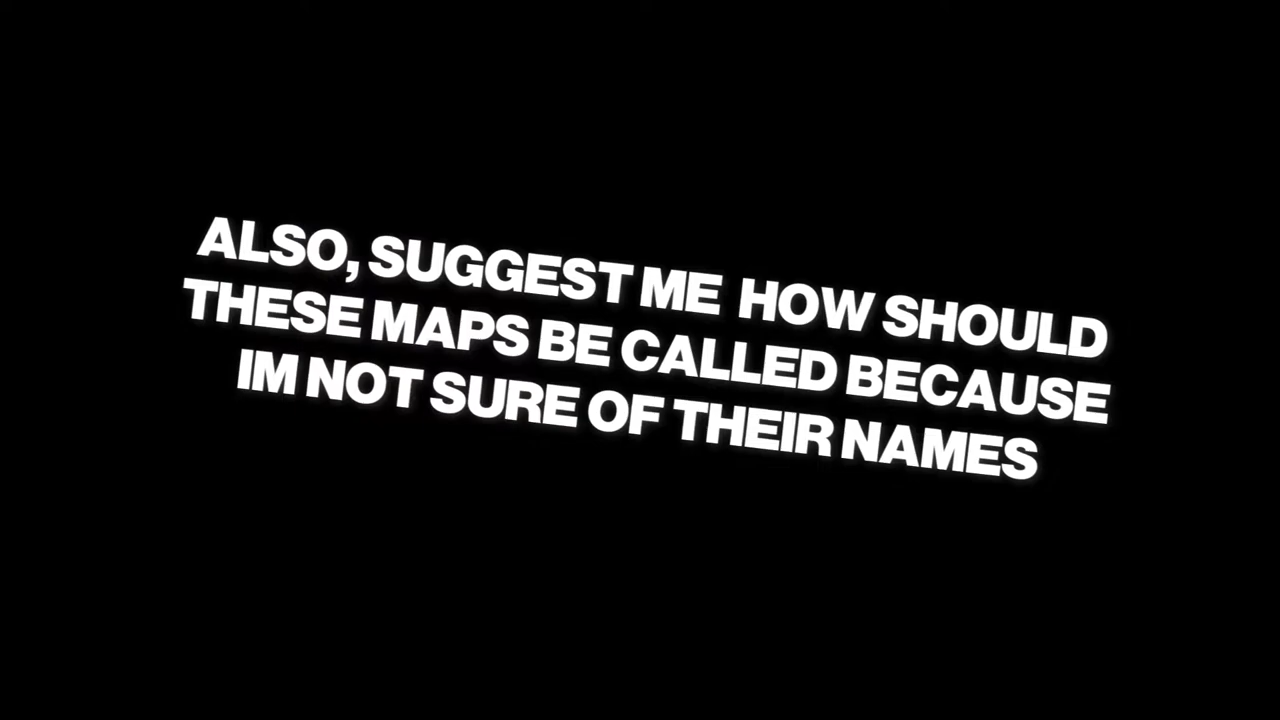 ALSO, SUGGEST ME HOW SHOULD
THESE MAPS BE CALLED BECAUSE
IM NOT SURE OF THEIR NAMES